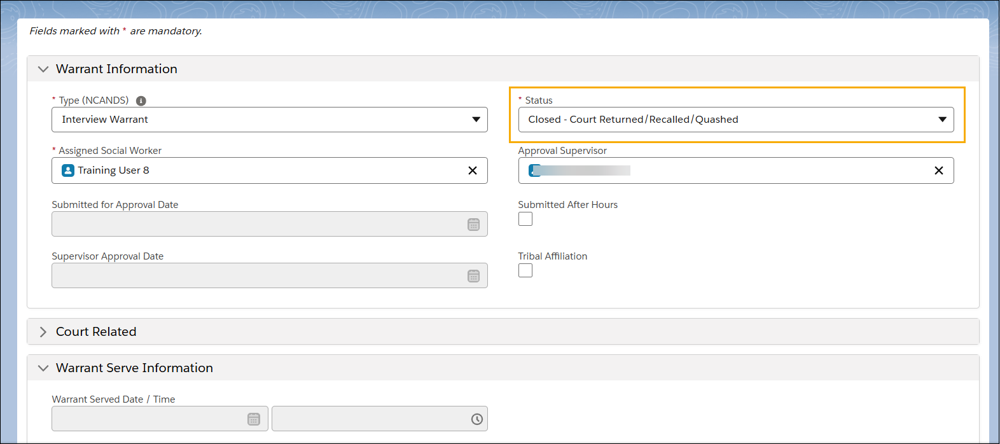 Fields marked with * are mandatory.
Warrant Information
* Type (NCANDS)
Interview Warrant
* Status
Closed - Court Returned/Recalled/Quashed
* Assigned Social Worker
Training User 8
Approval Supervisor
Submitted for Approval Date
Submitted After Hours
Supervisor Approval Date
Tribal Affiliation
Court Related
Warrant Serve Information
Warrant Served Date / Time